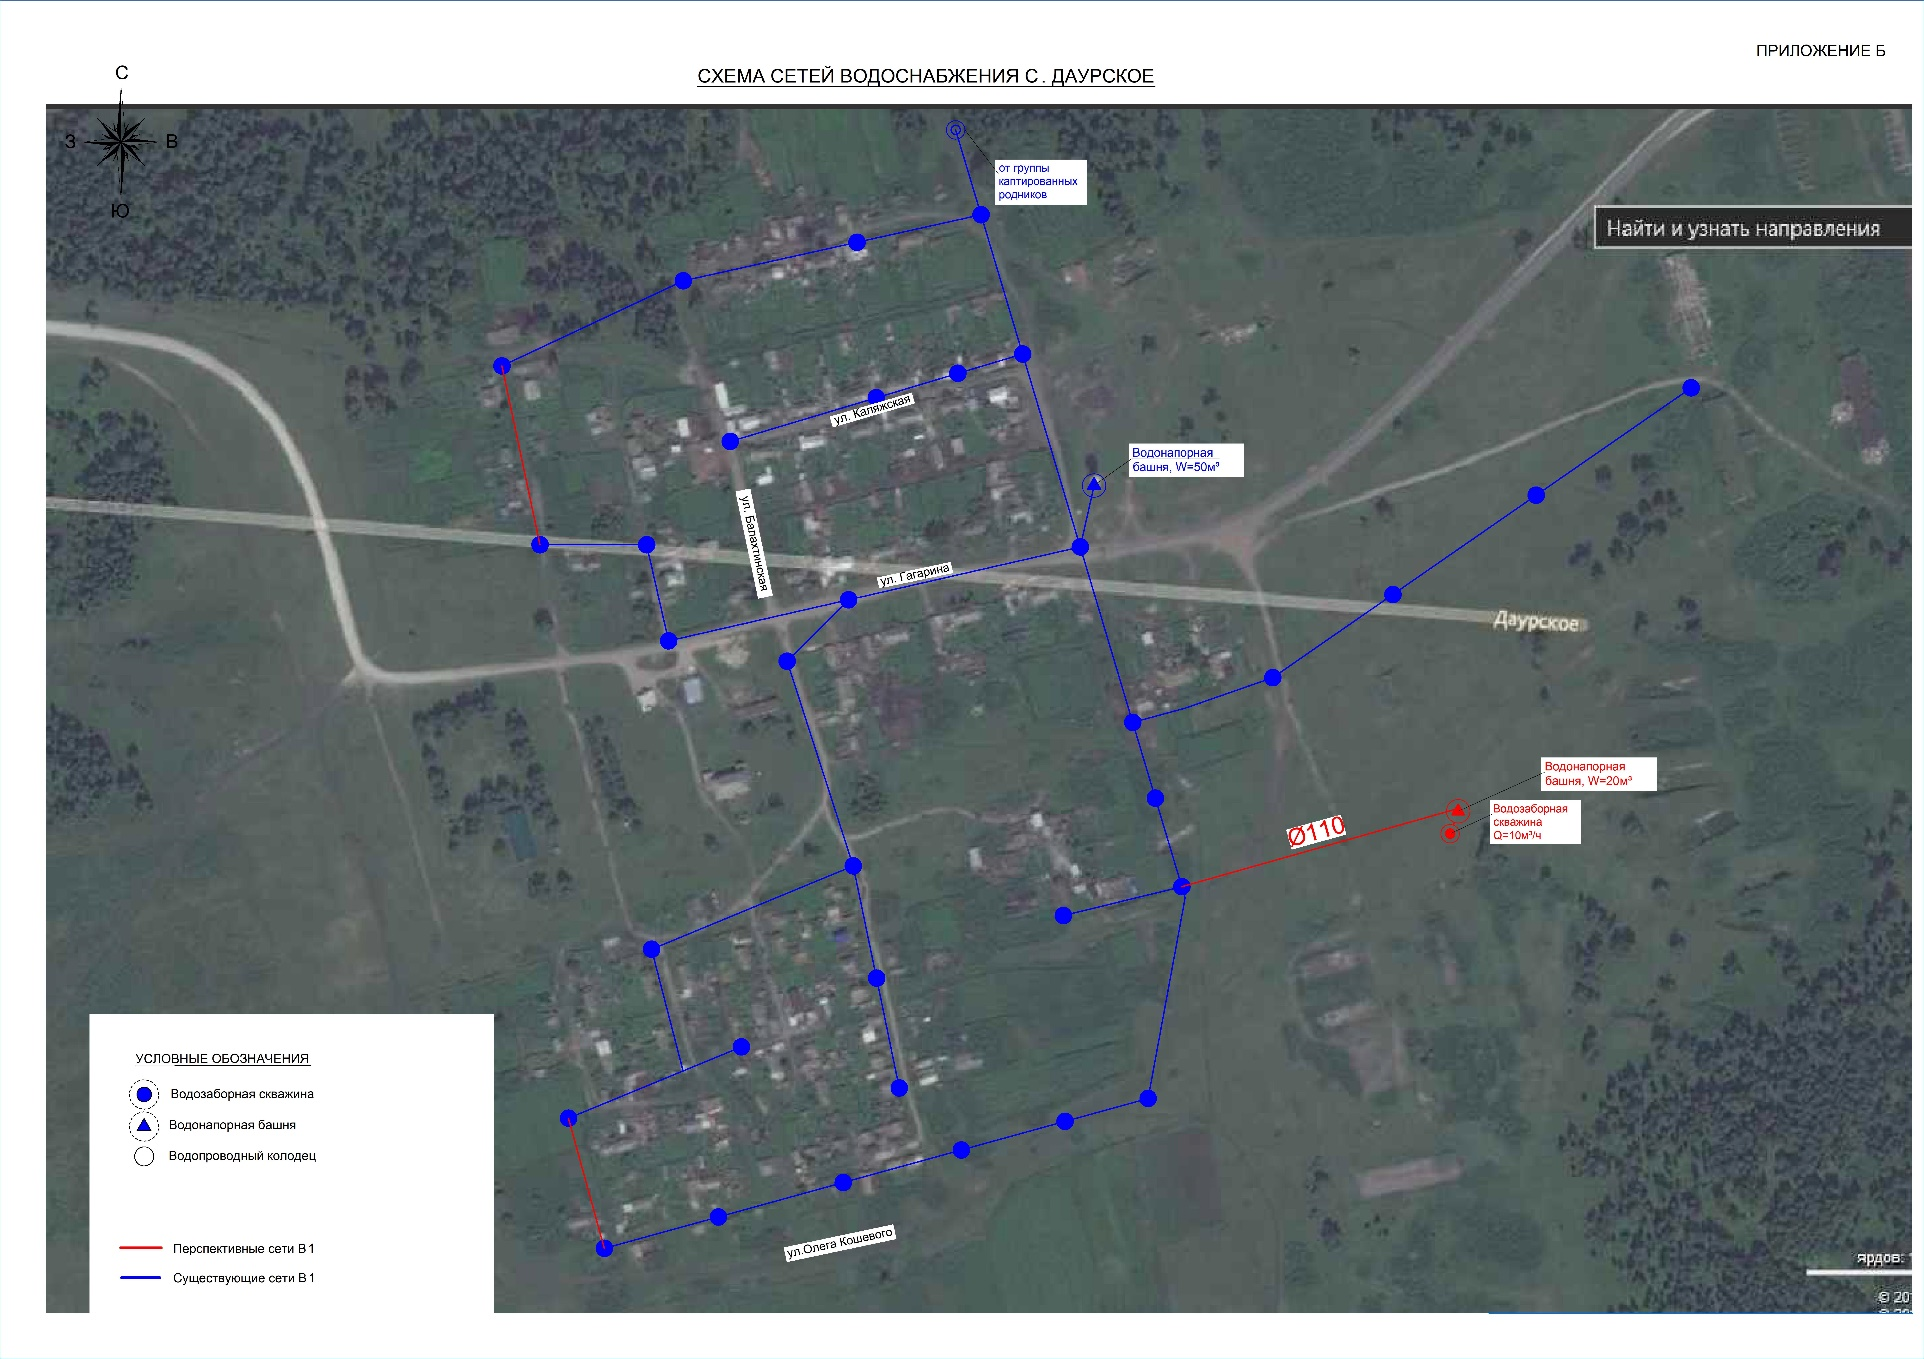 ПРИЛОЖЕНИЕ Б
СХЕМА СЕТЕЙ ВОДОСНАБЖЕНИЯ С. ДАУРСКОЕ
С
З
В
Ю
от группы
каптированных
родников
Найти и узнать направления
ул. Каляжская
Водонапорная
башня, W=50м³
ул. Балахтинская
ул. Гагарина
Даурское
Водонапорная
башня, W=20м³
Водозаборная
скважина
Q=10м³/ч
Ø110
УСЛОВНЫЕ ОБОЗНАЧЕНИЯ
Водозаборная скважина
Водонапорная башня
Водопроводный колодец
Перспективные сети В1
Существующие сети В1
ул.Олега Кошевого
ярдов:
© 20